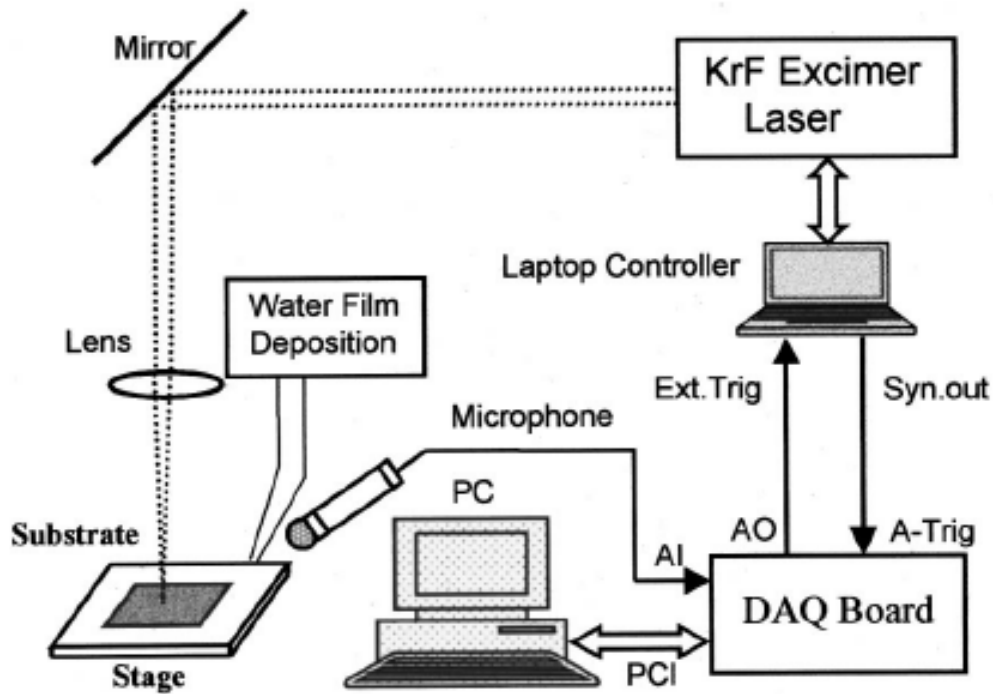 Mirror
KrF Excimer
Laser
Laptop Controller
Water Film
Deposition
Lens
Ext.Trig
Syn.out
Microphone
PC
Substrate
AI
AO
A-Trig
DAQ Board
PCI
Stage